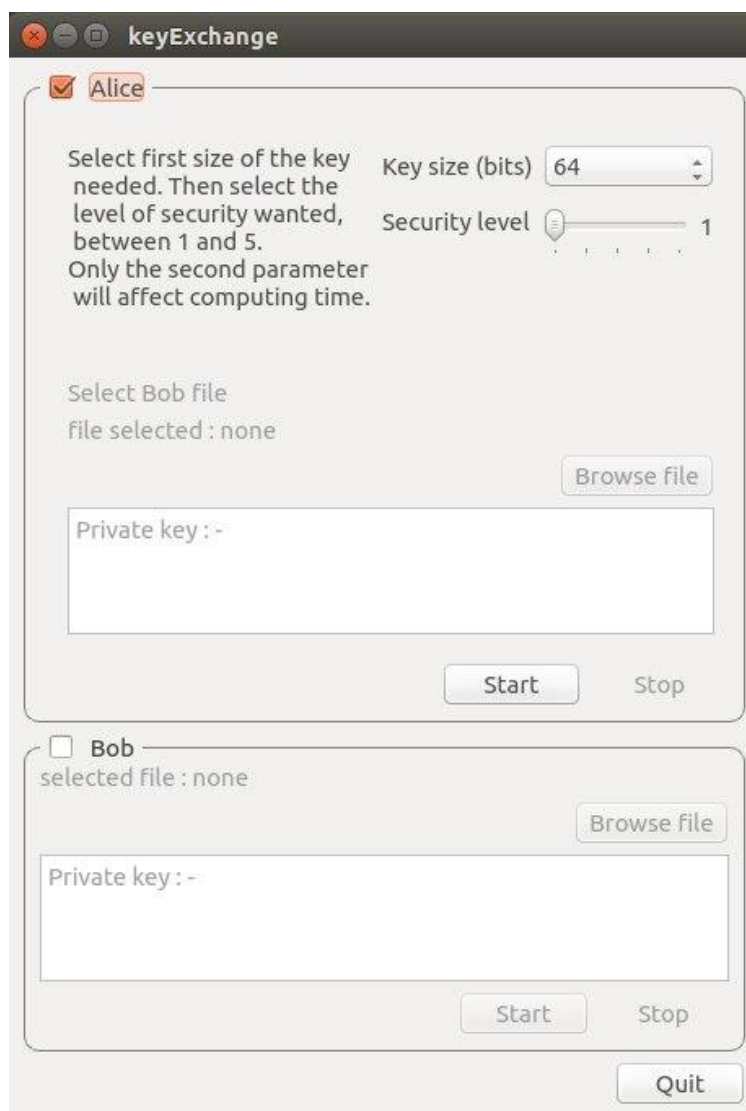 keyExchange
Alice
Select first size of the key
needed. Then select the
level of security wanted,
between 1 and 5.
Only the second parameter
will affect computing time.
Key size (bits) 64
Security level 1
Select Bob file
file selected : none
Browse file
Private key : -
Start Stop
Bob
selected file : none
Browse file
Private key : -
Start Stop
Quit